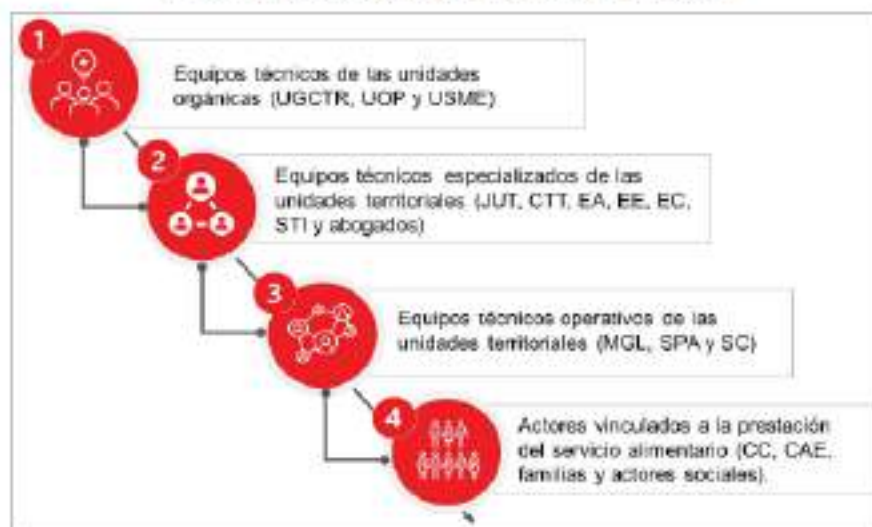 1
Equipos técnicos de las unidades
orgánicas (UGCTR, UOP y USME)
2
Equipos técnicos especializados de las
unidades territoriales (JUT, CTT, EA, EE, EC,
STI y abogados)
3
Equipos técnicos operativos de las
unidades territoriales (MGL, SPA y SC)
4
Actores vinculados a la prestación
del servicio alimentario (CC, CAE,
familias y actores sociales).